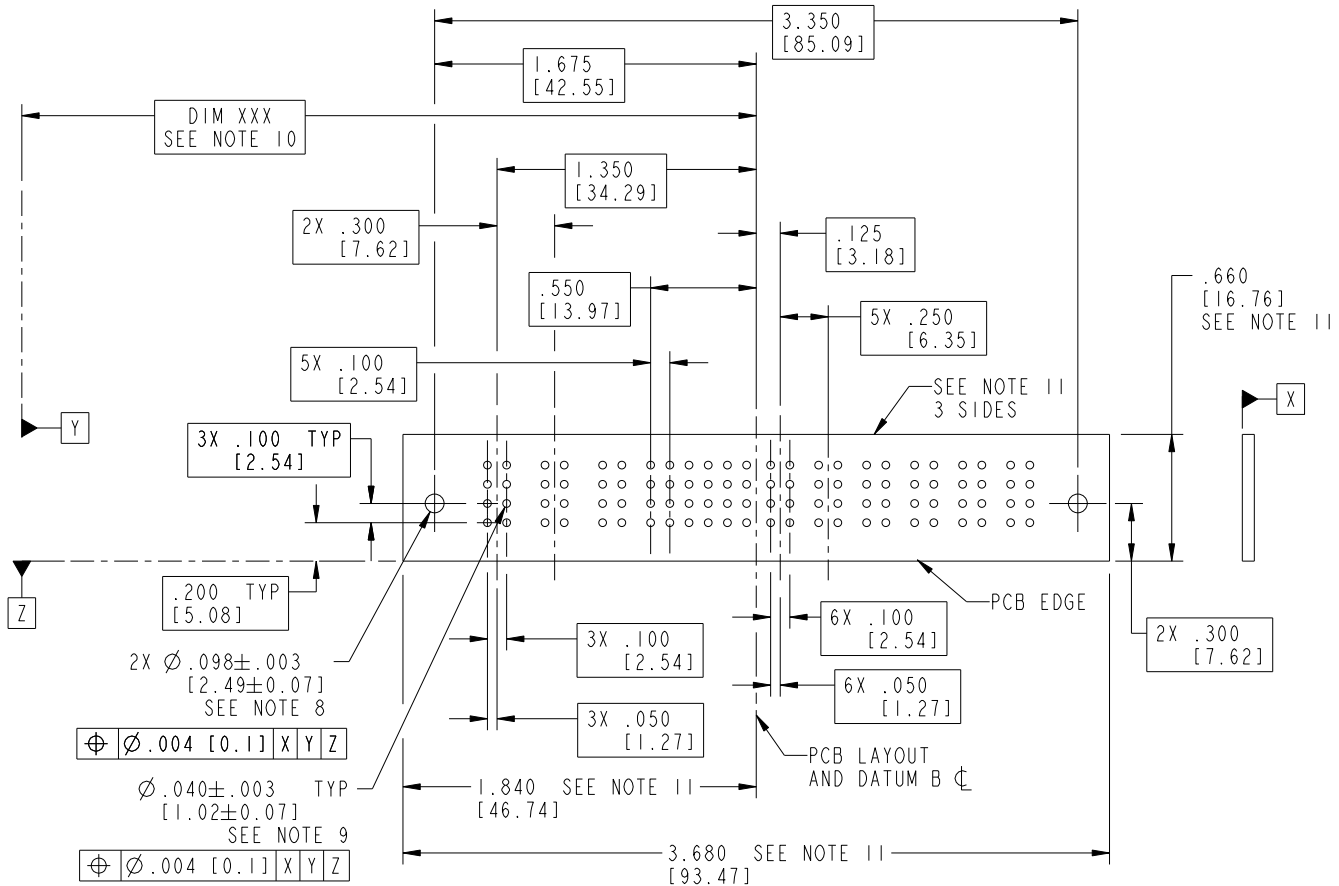 3.350
[85.09]
1.675
[42.55]
DIM XXX
SEE NOTE 10
1.350
[34.29]
2X .300
[7.62]
.125
[3.18]
.550
[13.97]
.660
[16.76]
SEE NOTE 11
5X .250
[6.35]
5X .100
[2.54]
SEE NOTE 11
3 SIDES
X
Y
3X .100 TYP
[2.54]
Z
.200 TYP
[5.08]
PCB EDGE
6X .100
[2.54]
2X .300
[7.62]
3X .100
[2.54]
2X Ø.098±.003
[2.49±0.07]
SEE NOTE 8
6X .050
[1.27]
3X .050
[1.27]
⌖ Ø.004 [0.1] X Y Z
PCB LAYOUT
AND DATUM B ℄
Ø.040±.003 TYP
[1.02±0.07]
SEE NOTE 9
1.840 SEE NOTE 11
[46.74]
⌖ Ø.004 [0.1] X Y Z
3.680 SEE NOTE 11
[93.47]